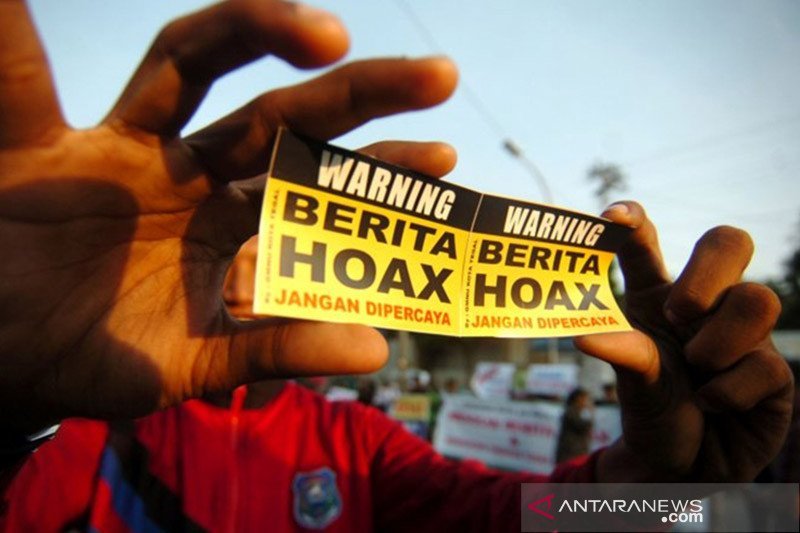 WARNING
BERITA
HOAX
JANGAN DIPERCAYA
WARNING
BERITA
HOAX
JANGAN DIPERCAYA
ANTARANEWS
.com